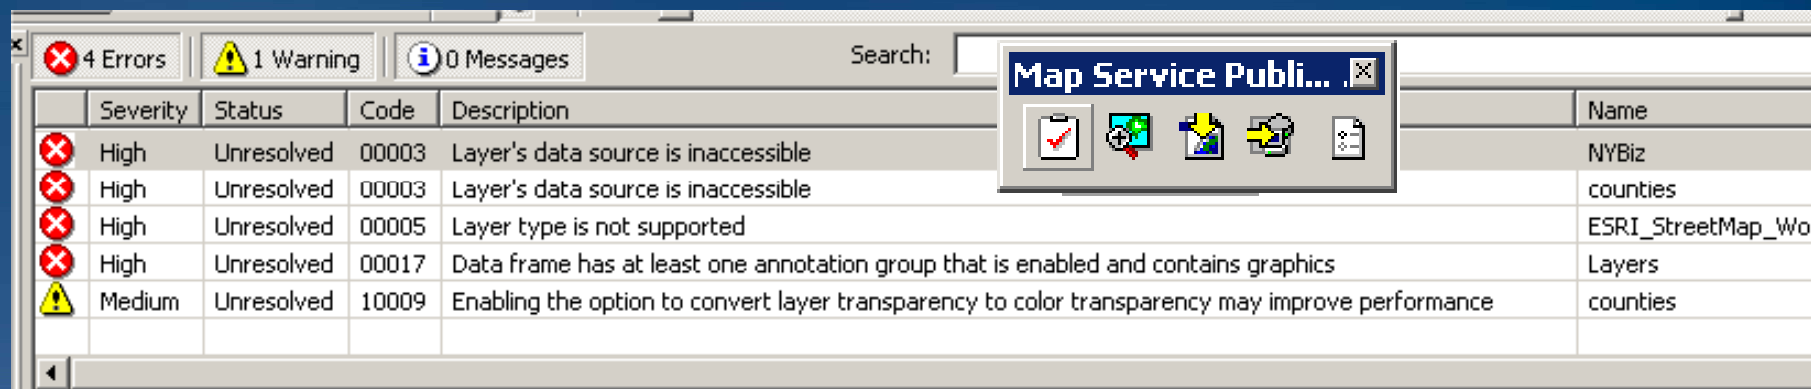 4 Errors 1 Warning 0 Messages Search:
Map Service Publi... .
Severity Status Code Description Name
High Unresolved 00003 Layer's data source is inaccessible NYBiz
High Unresolved 00003 Layer's data source is inaccessible counties
High Unresolved 00005 Layer type is not supported ESRI_StreetMap_Wo
High Unresolved 00017 Data frame has at least one annotation group that is enabled and contains graphics Layers
Medium Unresolved 10009 Enabling the option to convert layer transparency to color transparency may improve performance counties